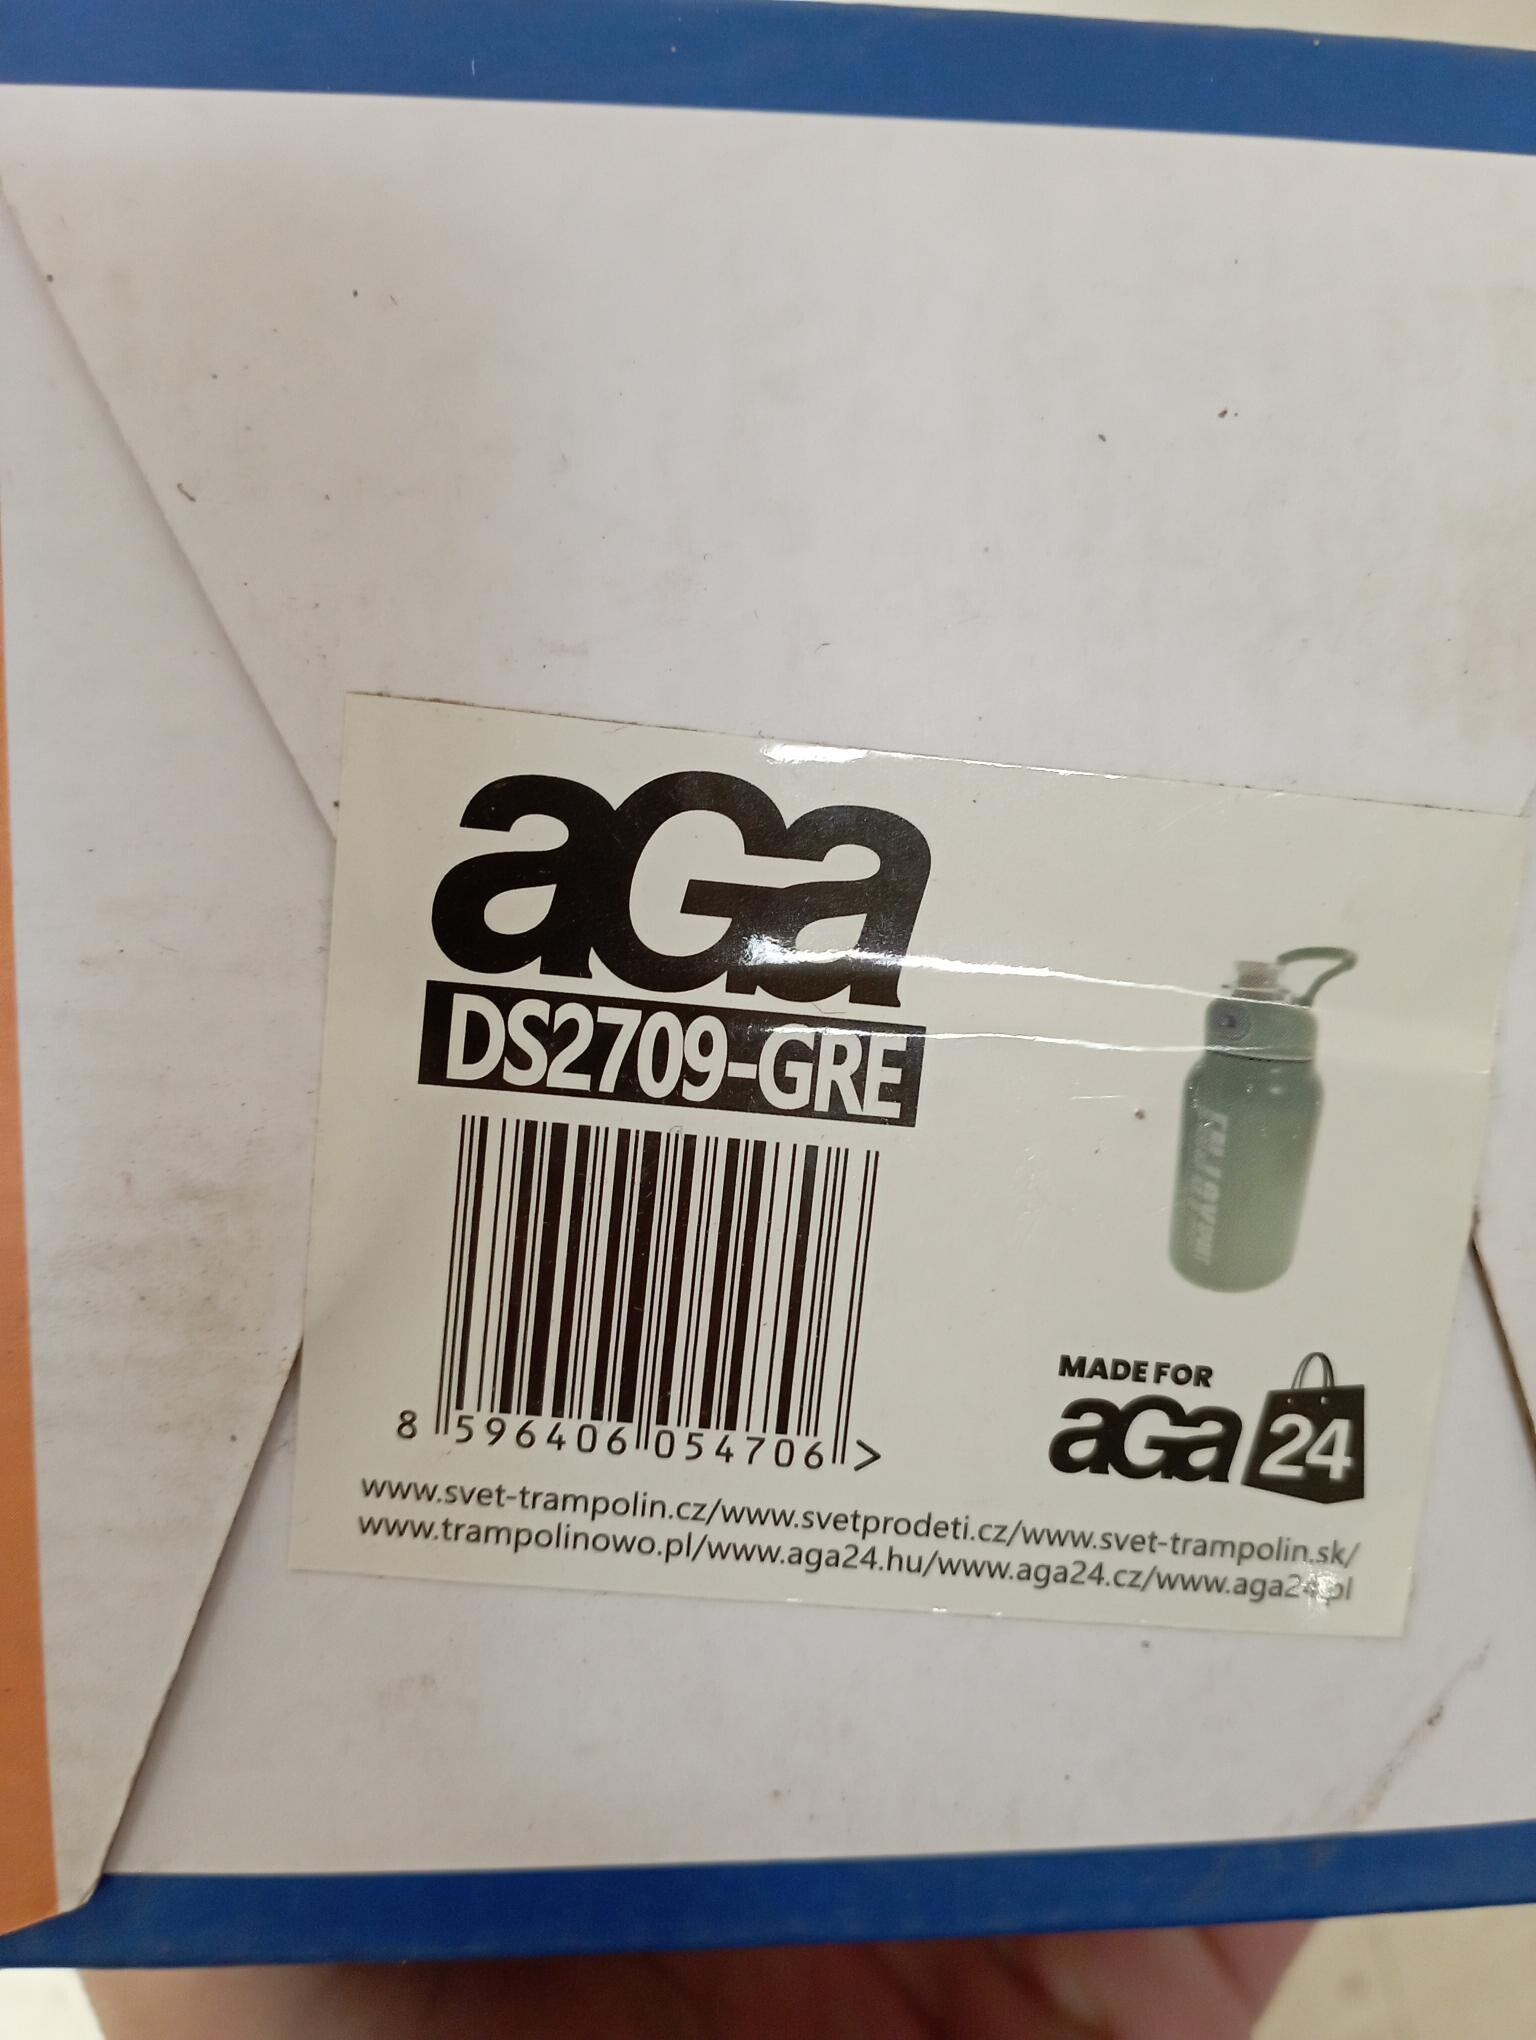 aGa
DS2709-GRE
8 596406 054706 >
MADE FOR
aGa 24
www.svet-trampolin.cz/www.svetprodeti.cz/www.svet-trampolin.sk/
www.trampolinowo.pl/www.aga24.hu/www.aga24.cz/www.aga24.pl